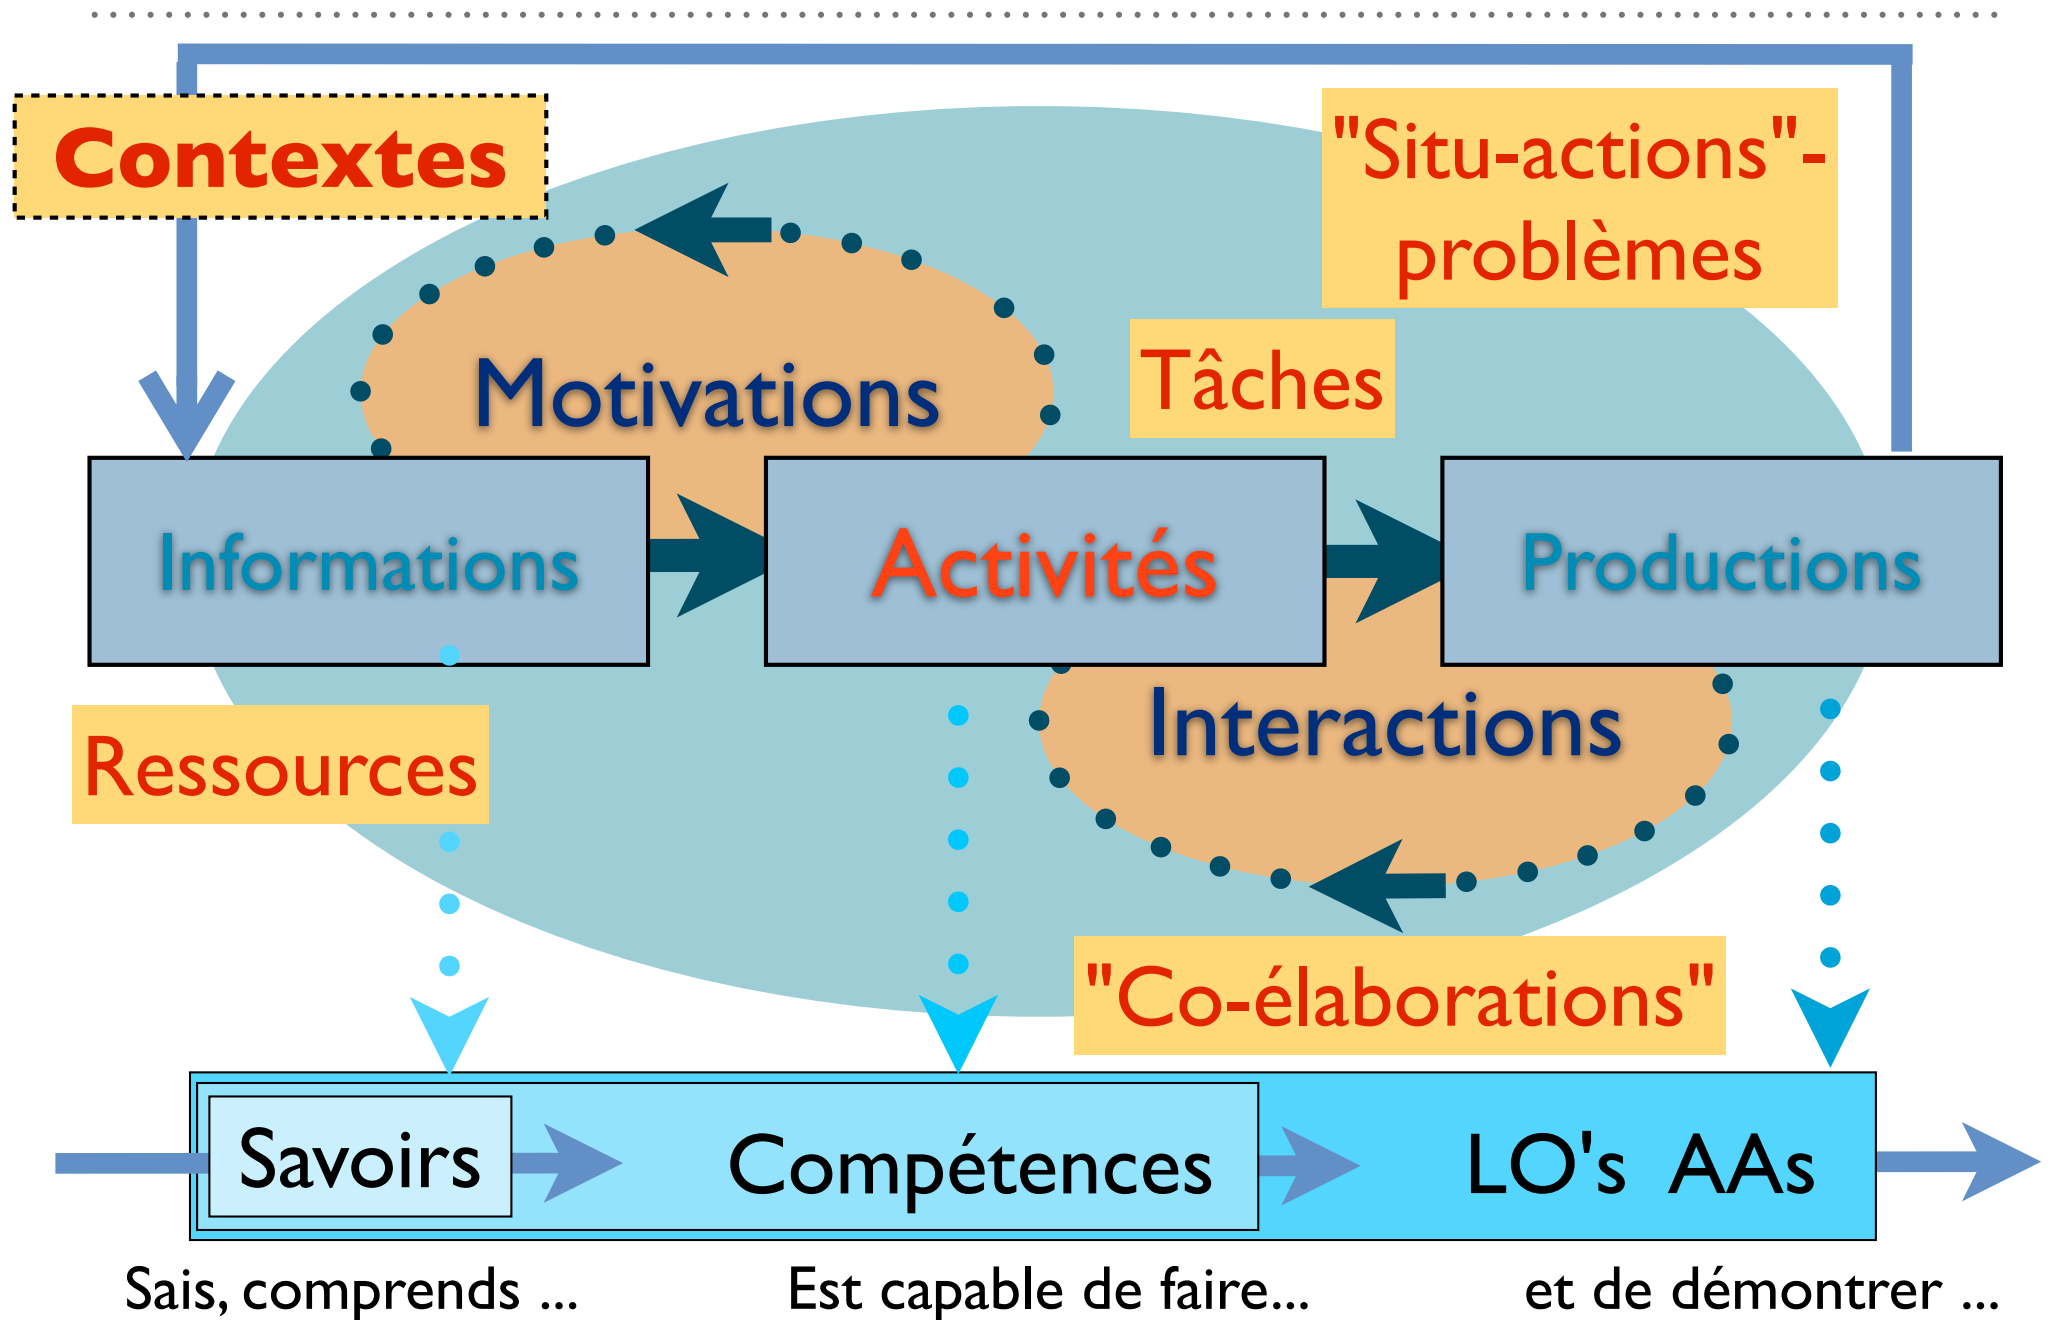 Contextes
"Situ-actions"-
problèmes
Motivations
Tâches
Informations
Activités
Productions
Ressources
Interactions
"Co-élaborations"
Savoirs
Compétences
LO's AAs
Sais, comprends ...
Est capable de faire...
et de démontrer ...